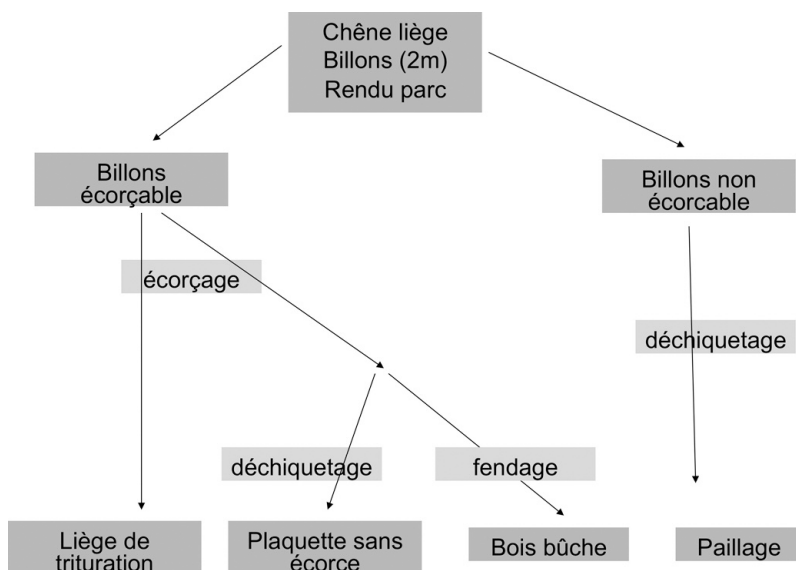 Chêne liège
Billons (2m)
Rendu parc
Billons
écorçable
Billons non
écorcable
écorçage
déchiquetage
déchiquetage
fendage
Liège de
trituration
Plaquette sans
écorce
Bois bûche
Paillage